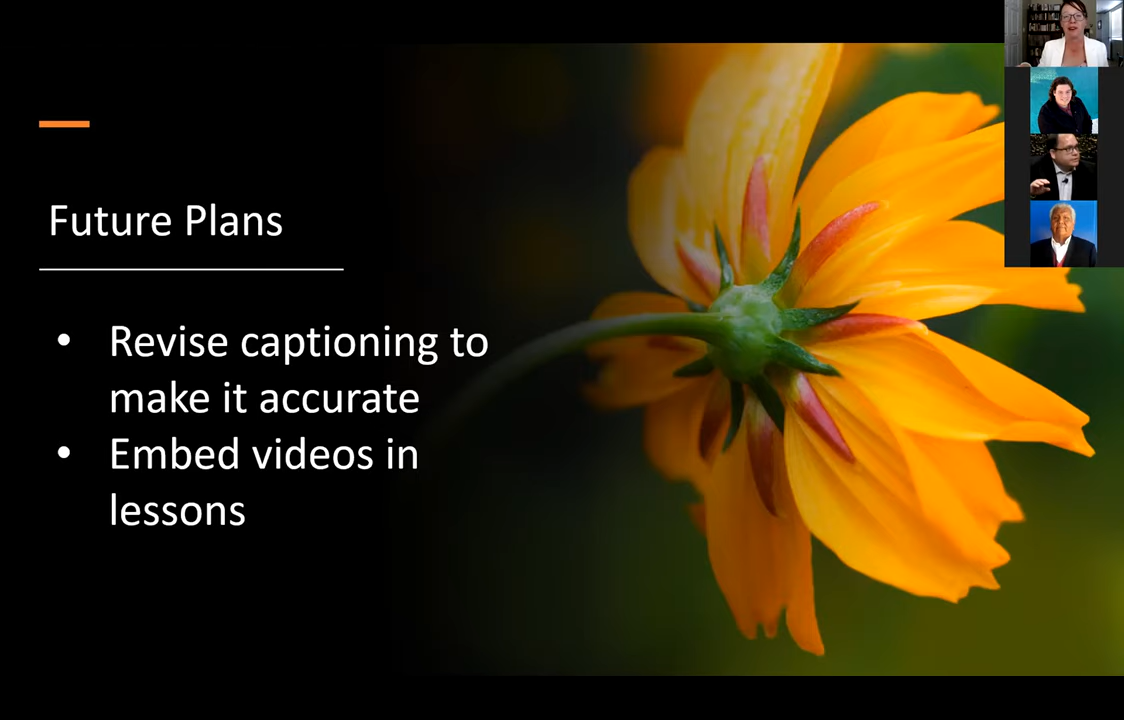 Future Plans
• Revise captioning to
make it accurate
• Embed videos in
lessons